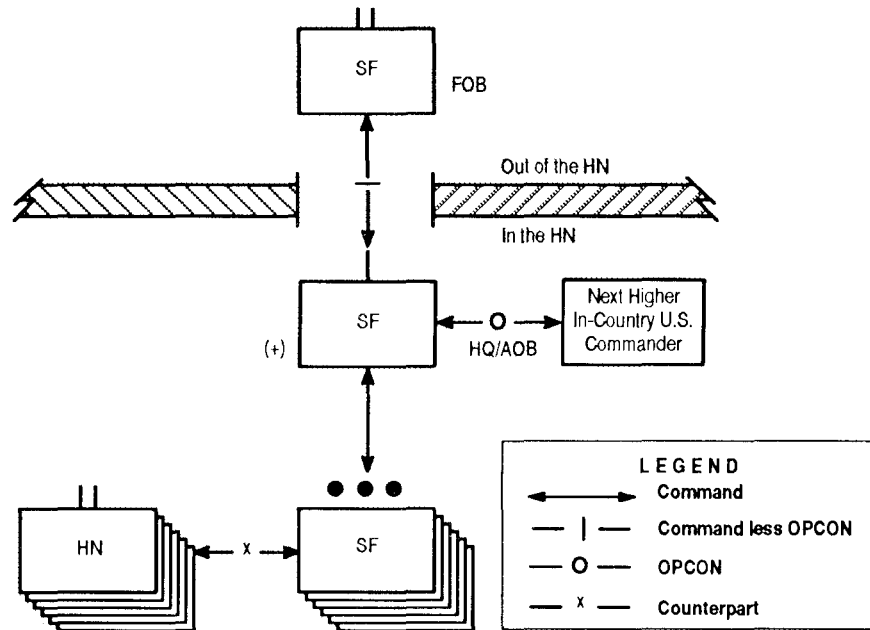 SF
FOB
Out of the HN
In the HN
SF
(+)
HQ/AOB
Next Higher
In-Country U.S.
Commander
HN
x
SF
LEGEND
Command
Command less OPCON
O
OPCON
x
Counterpart